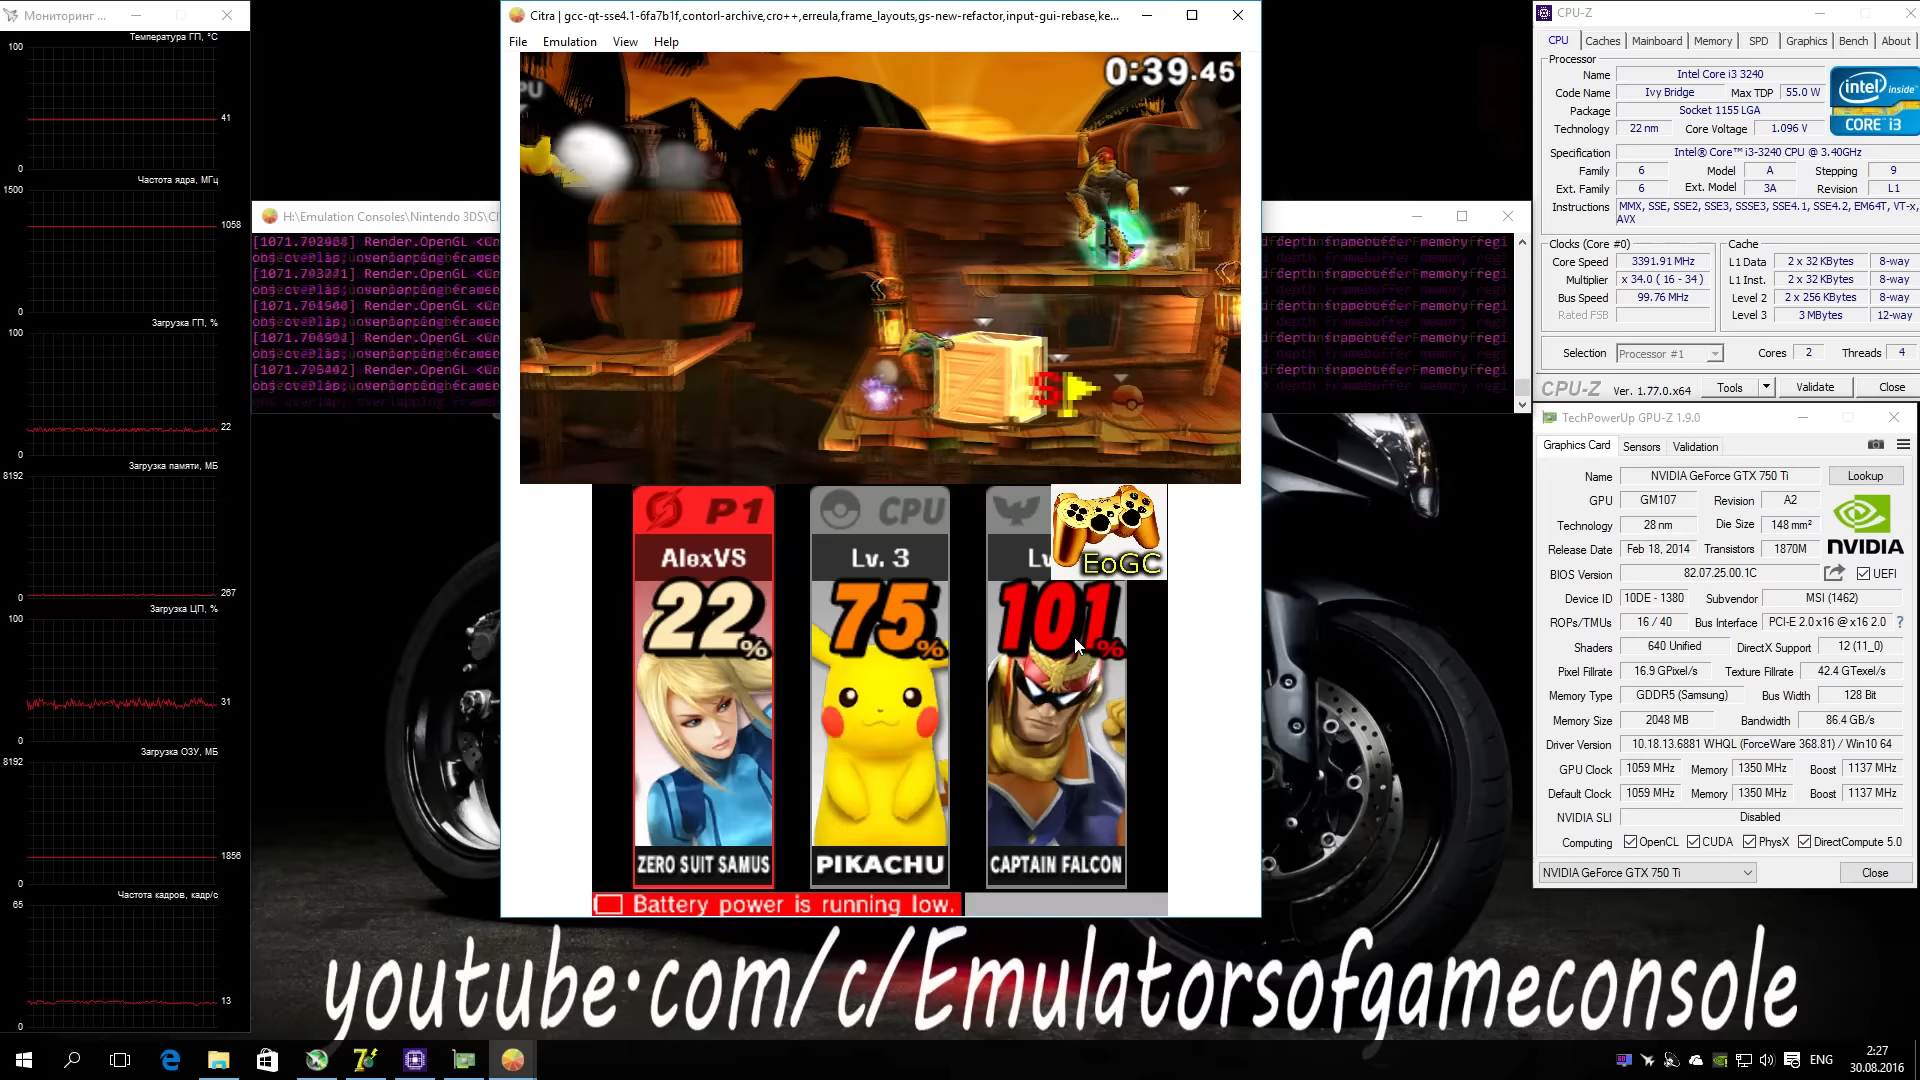 Мониторинг ...
Температура ГП, °C
100
41
0
Частота ядра, МГц
1500
1058
0
Загрузка ГП, %
100
22
0
Загрузка памяти, МБ
8192
267
0
Загрузка ЦП, %
100
31
0
Загрузка ОЗУ, МБ
8192
1856
0
Частота кадров, кадр/с
65
13
0
H:\Emulation Consoles\Nintendo 3DS\Ci
Render.OpenGL
Render.OpenGL
Render.OpenGL
Render.OpenGL
Render.OpenGL
Citra | gcc-qt-sse4.1-6fa7b1f,contorl-archive,cro++,erreula,frame_layouts,gs-new-refactor,input-gui-rebase,ke...
File Emulation View Help
0:39.45
P1 CPU
AlexVS Lv. 3 Lv
EoGC
22% 75% 101%
ZERO SUIT SAMUS PIKACHU CAPTAIN FALCON
Battery power is running low.
CPU-Z
CPU Caches Mainboard Memory SPD Graphics Bench About
Processor
Name Intel Core i3 3240
Code Name Ivy Bridge Max TDP 55.0 W
Package Socket 1155 LGA
Technology 22 nm Core Voltage 1.096 V
intel inside
CORE i3
Specification Intel® Core™ i3-3240 CPU @ 3.40GHz
Family 6 Model A Stepping 9
Ext. Family 6 Ext. Model 3A Revision L1
Instructions MMX, SSE, SSE2, SSE3, SSSE3, SSE4.1, SSE4.2, EM64T, VT-x,
AVX
Clocks (Core #0) Cache
Core Speed 3391.91 MHz L1 Data 2 x 32 KBytes 8-way
Multiplier x 34.0 ( 16 - 34 ) L1 Inst. 2 x 32 KBytes 8-way
Bus Speed 99.76 MHz Level 2 2 x 256 KBytes 8-way
Rated FSB Level 3 3 MBytes 12-way
Selection Processor #1 Cores 2 Threads 4
CPU-Z Ver. 1.77.0.x64 Tools Validate Close
TechPowerUp GPU-Z 1.9.0
Graphics Card Sensors Validation
Name NVIDIA GeForce GTX 750 Ti Lookup
GPU GM107 Revision A2
Technology 28 nm Die Size 148 mm²
Release Date Feb 18, 2014 Transistors 1870M
NVIDIA
BIOS Version 82.07.25.00.1C UEFI
Device ID 10DE - 1380 Subvendor MSI (1462)
ROPs/TMUs 16 / 40 Bus Interface PCI-E 2.0 x16 @ x16 2.0 ?
Shaders 640 Unified DirectX Support 12 (11_0)
Pixel Fillrate 16.9 GPixel/s Texture Fillrate 42.4 GTexel/s
Memory Type GDDR5 (Samsung) Bus Width 128 Bit
Memory Size 2048 MB Bandwidth 86.4 GB/s
Driver Version 10.18.13.6881 WHQL (ForceWare 368.81) / Win10 64
GPU Clock 1059 MHz Memory 1350 MHz Boost 1137 MHz
Default Clock 1059 MHz Memory 1350 MHz Boost 1137 MHz
NVIDIA SLI Disabled
Computing OpenCL CUDA PhysX DirectCompute 5.0
NVIDIA GeForce GTX 750 Ti Close
youtube.com/c/Emulatorsofgameconsole
ENG
2:27
30.08.2016